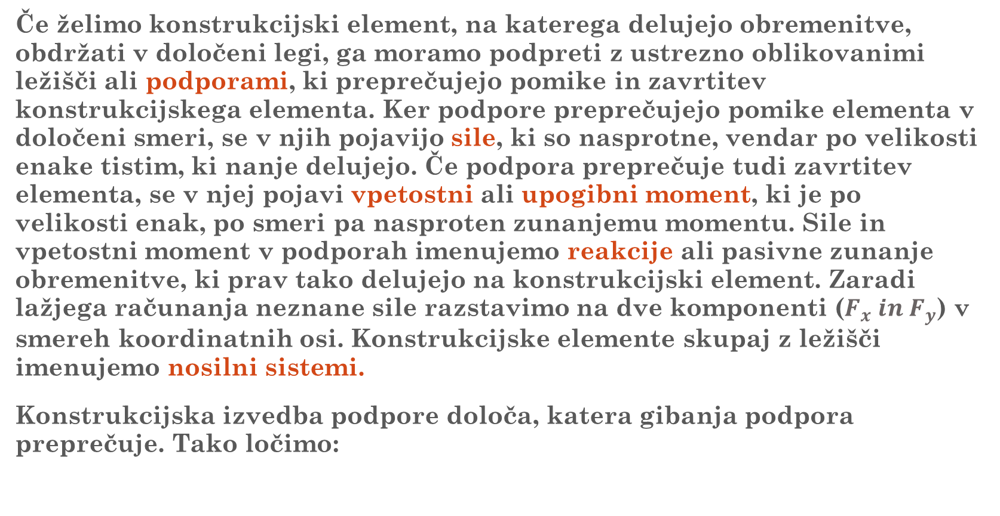 Če želimo konstrukcijski element, na katerega delujejo obremenitve,
obdržati v določeni legi, ga moramo podpreti z ustrezno oblikovanimi
ležišči ali podporami, ki preprečujejo pomike in zavrtitev
konstrukcijskega elementa. Ker podpore preprečujejo pomike elementa v
določeni smeri, se v njih pojavijo sile, ki so nasprotne, vendar po velikosti
enake tistim, ki nanje delujejo. Če podpora preprečuje tudi zavrtitev
elementa, se v njej pojavi vpetostni ali upogibni moment, ki je po
velikosti enak, po smeri pa nasproten zunanjemu momentu. Sile in
vpetostni moment v podporah imenujemo reakcije ali pasivne zunanje
obremenitve, ki prav tako delujejo na konstrukcijski element. Zaradi
lažjega računanja neznane sile razstavimo na dve komponenti (Fₓ in F_y) v
smereh koordinatnih osi. Konstrukcijske elemente skupaj z ležišči
imenujemo nosilni sistemi.
Konstrukcijska izvedba podpore določa, katera gibanja podpora
preprečuje. Tako ločimo: